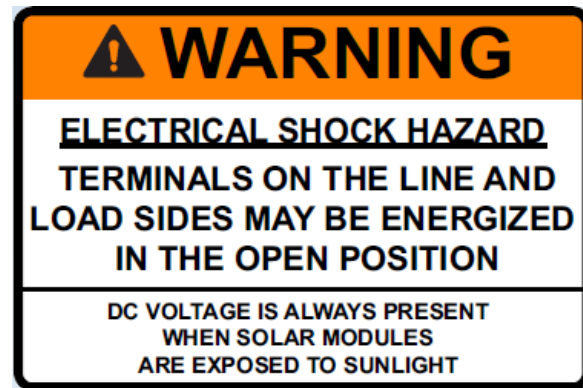 WARNING
ELECTRICAL SHOCK HAZARD
TERMINALS ON THE LINE AND
LOAD SIDES MAY BE ENERGIZED
IN THE OPEN POSITION
DC VOLTAGE IS ALWAYS PRESENT
WHEN SOLAR MODULES
ARE EXPOSED TO SUNLIGHT